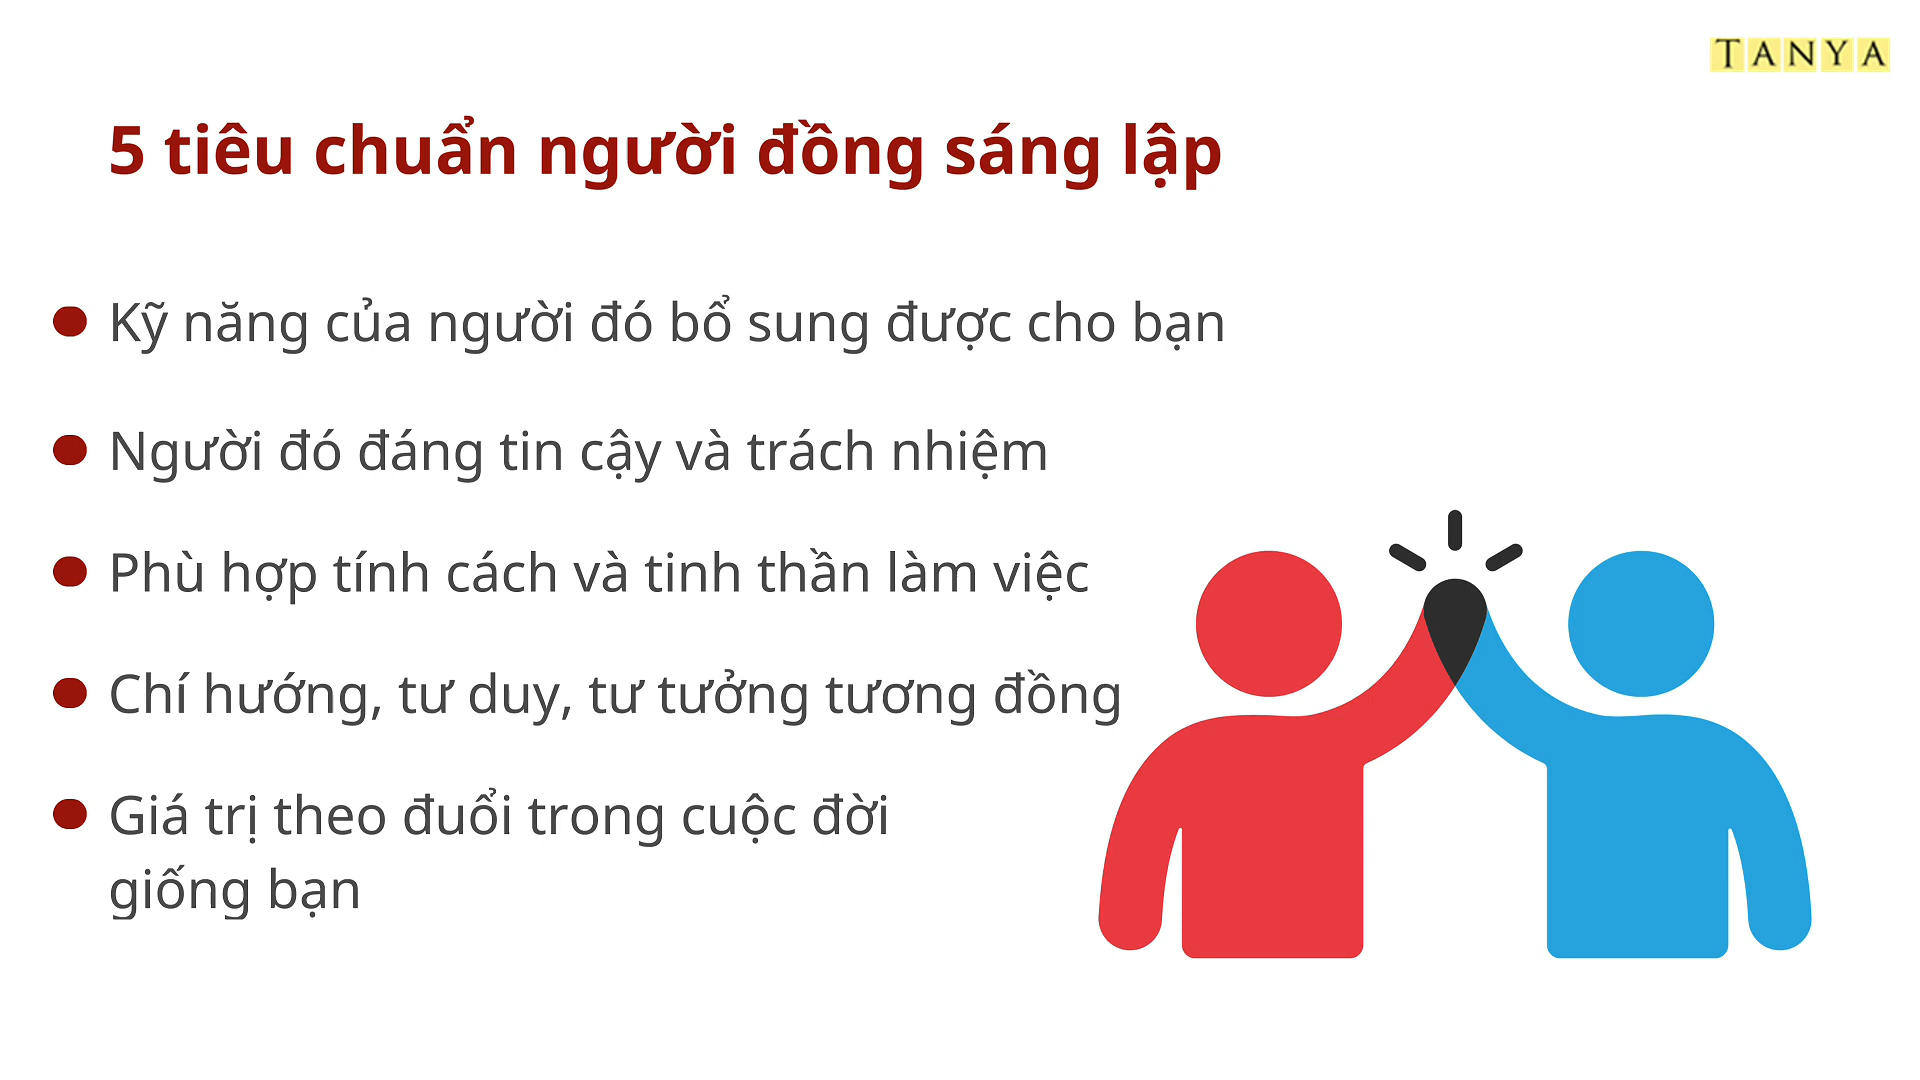 TANYA
5 tiêu chuẩn người đồng sáng lập
Kỹ năng của người đó bổ sung được cho bạn
Người đó đáng tin cậy và trách nhiệm
Phù hợp tính cách và tinh thần làm việc
Chí hướng, tư duy, tư tưởng tương đồng
Giá trị theo đuổi trong cuộc đời
giống bạn